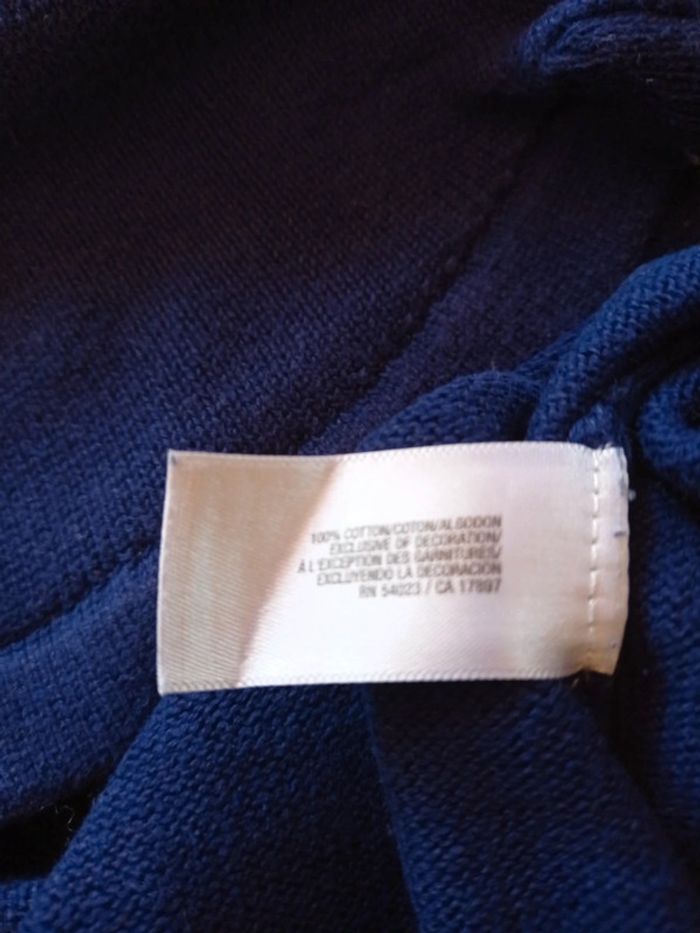 100% COTTON/COTON/ALGODON
EXCLUSIVE OF DECORATION/
À L'EXCEPTION DES GARNITURES/
EXCLUYENDO LA DECORACION
RN 54023 / CA 17897